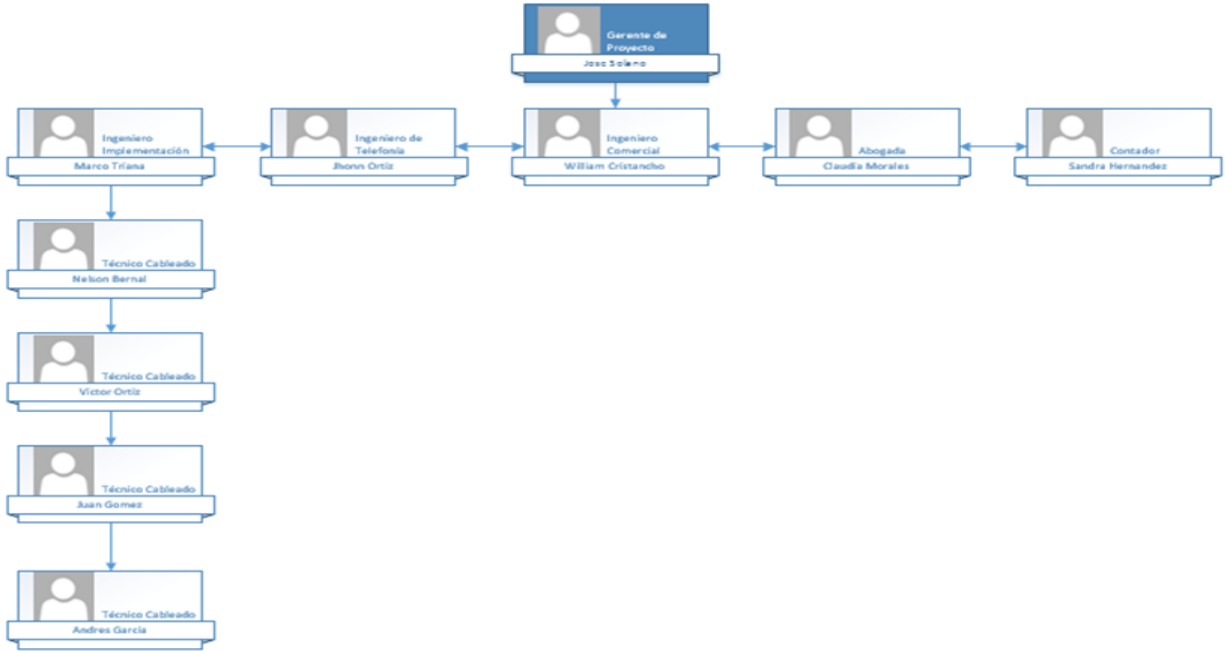 Gerente de
Proyecto
Jose Solano
Ingeniero
Implementación
Marco Triana
Ingeniero de
Telefonía
Jhonn Ortiz
Ingeniero
Comercial
William Cristancho
Abogada
Claudia Morales
Contador
Sandra Hernandez
Técnico Cableado
Nelson Bernal
Técnico Cableado
Victor Ortiz
Técnico Cableado
Juan Gomez
Técnico Cableado
Andres Garcia